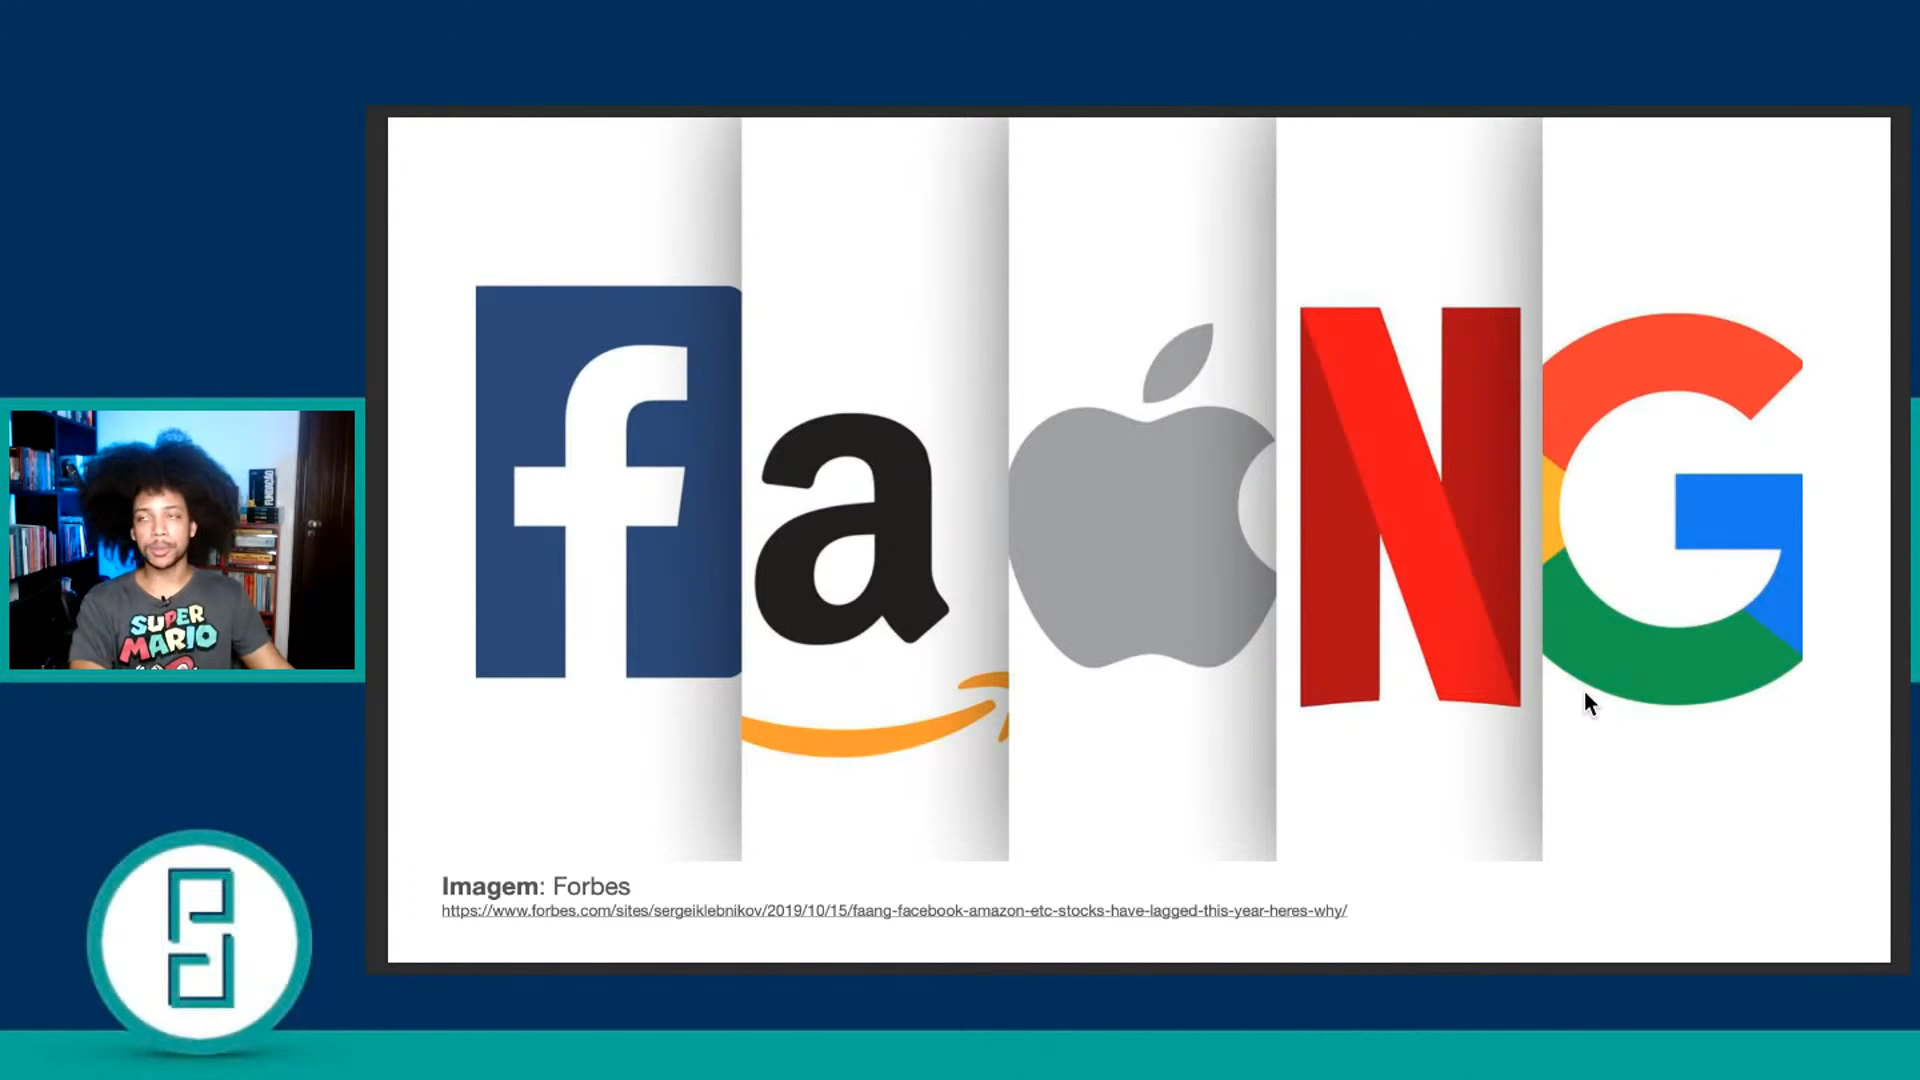 f a N G
Imagem: Forbes
https://www.forbes.com/sites/sergeiklebnikov/2019/10/15/faang-facebook-amazon-etc-stocks-have-lagged-this-year-heres-why/
SUPER
MARIO
FUNDAÇÃO